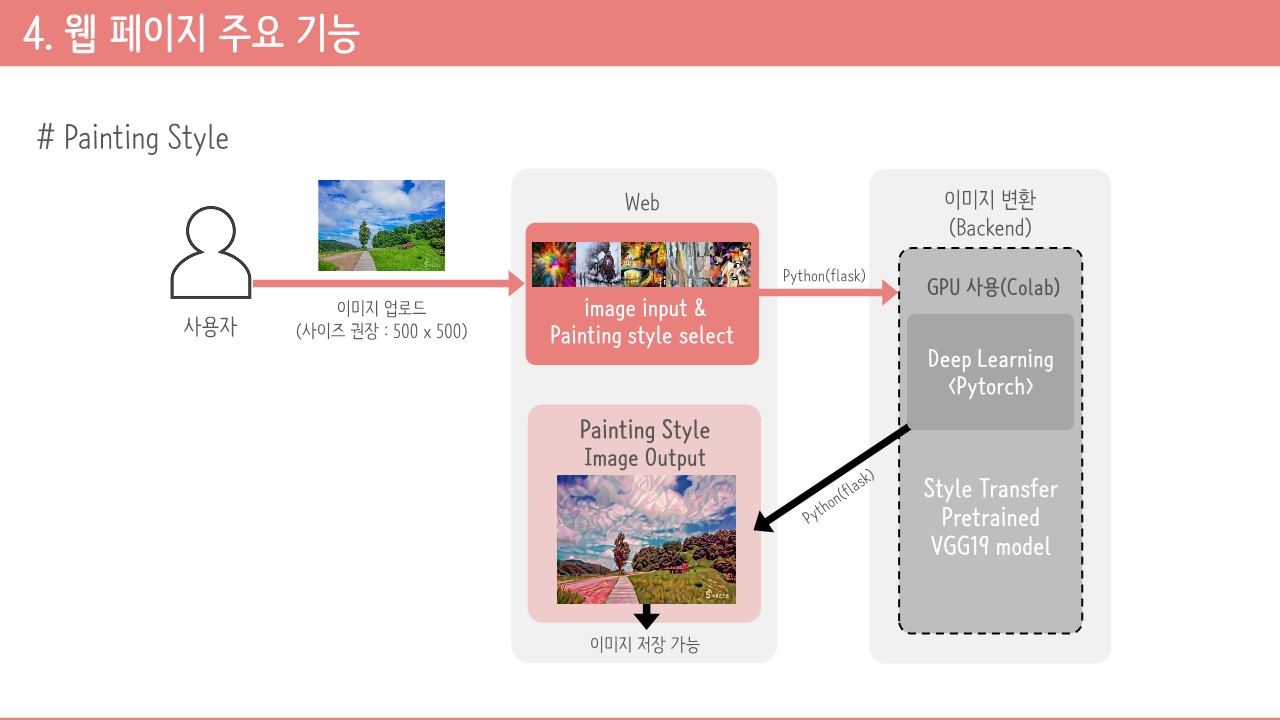 4. 웹 페이지 주요 기능
# Painting Style
사용자
이미지 업로드
(사이즈 권장 : 500 x 500)
Web
image input &
Painting style select
Python(flask)
이미지 변환
(Backend)
GPU 사용(Colab)
Deep Learning
<Pytorch>
Style Transfer
Pretrained
VGG19 model
Python(flask)
Painting Style
Image Output
이미지 저장 가능